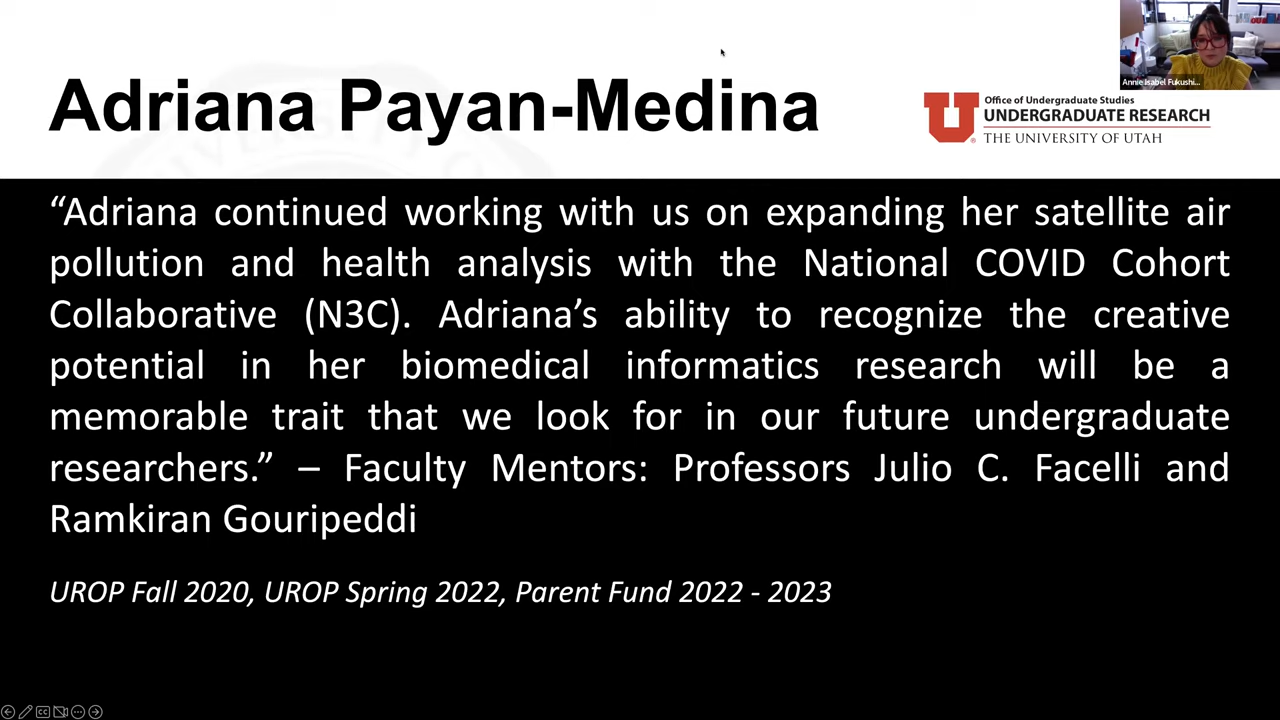 Adriana Payan-Medina
Annie Isabel Fukushi...
U
Office of Undergraduate Studies
UNDERGRADUATE RESEARCH
THE UNIVERSITY OF UTAH
“Adriana continued working with us on expanding her satellite air
pollution and health analysis with the National COVID Cohort
Collaborative (N3C). Adriana’s ability to recognize the creative
potential in her biomedical informatics research will be a
memorable trait that we look for in our future undergraduate
researchers.” – Faculty Mentors: Professors Julio C. Facelli and
Ramkiran Gouripeddi
UROP Fall 2020, UROP Spring 2022, Parent Fund 2022 - 2023